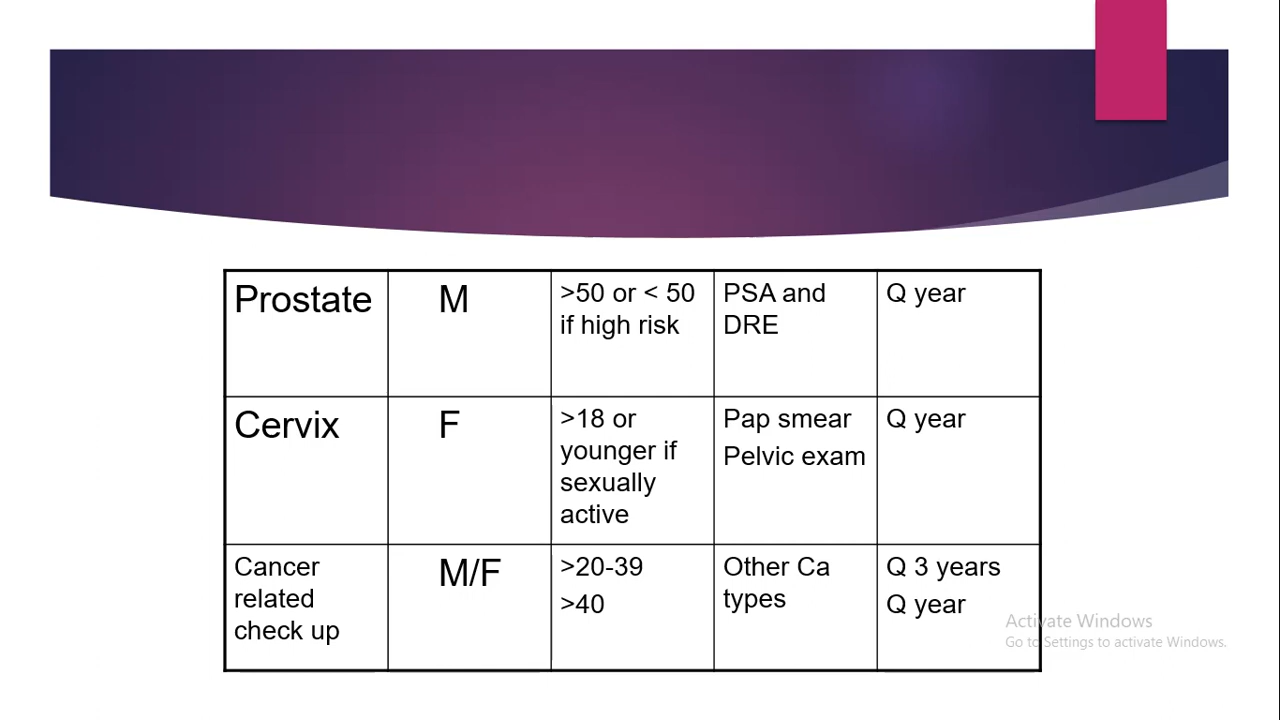 Prostate M >50 or < 50 PSA and Q year
if high risk DRE
Cervix F >18 or Pap smear Q year
younger if Pelvic exam
sexually
active
Cancer M/F >20-39 Other Ca Q 3 years
related >40 types Q year
check up
Activate Windows
Go to Settings to activate Windows.